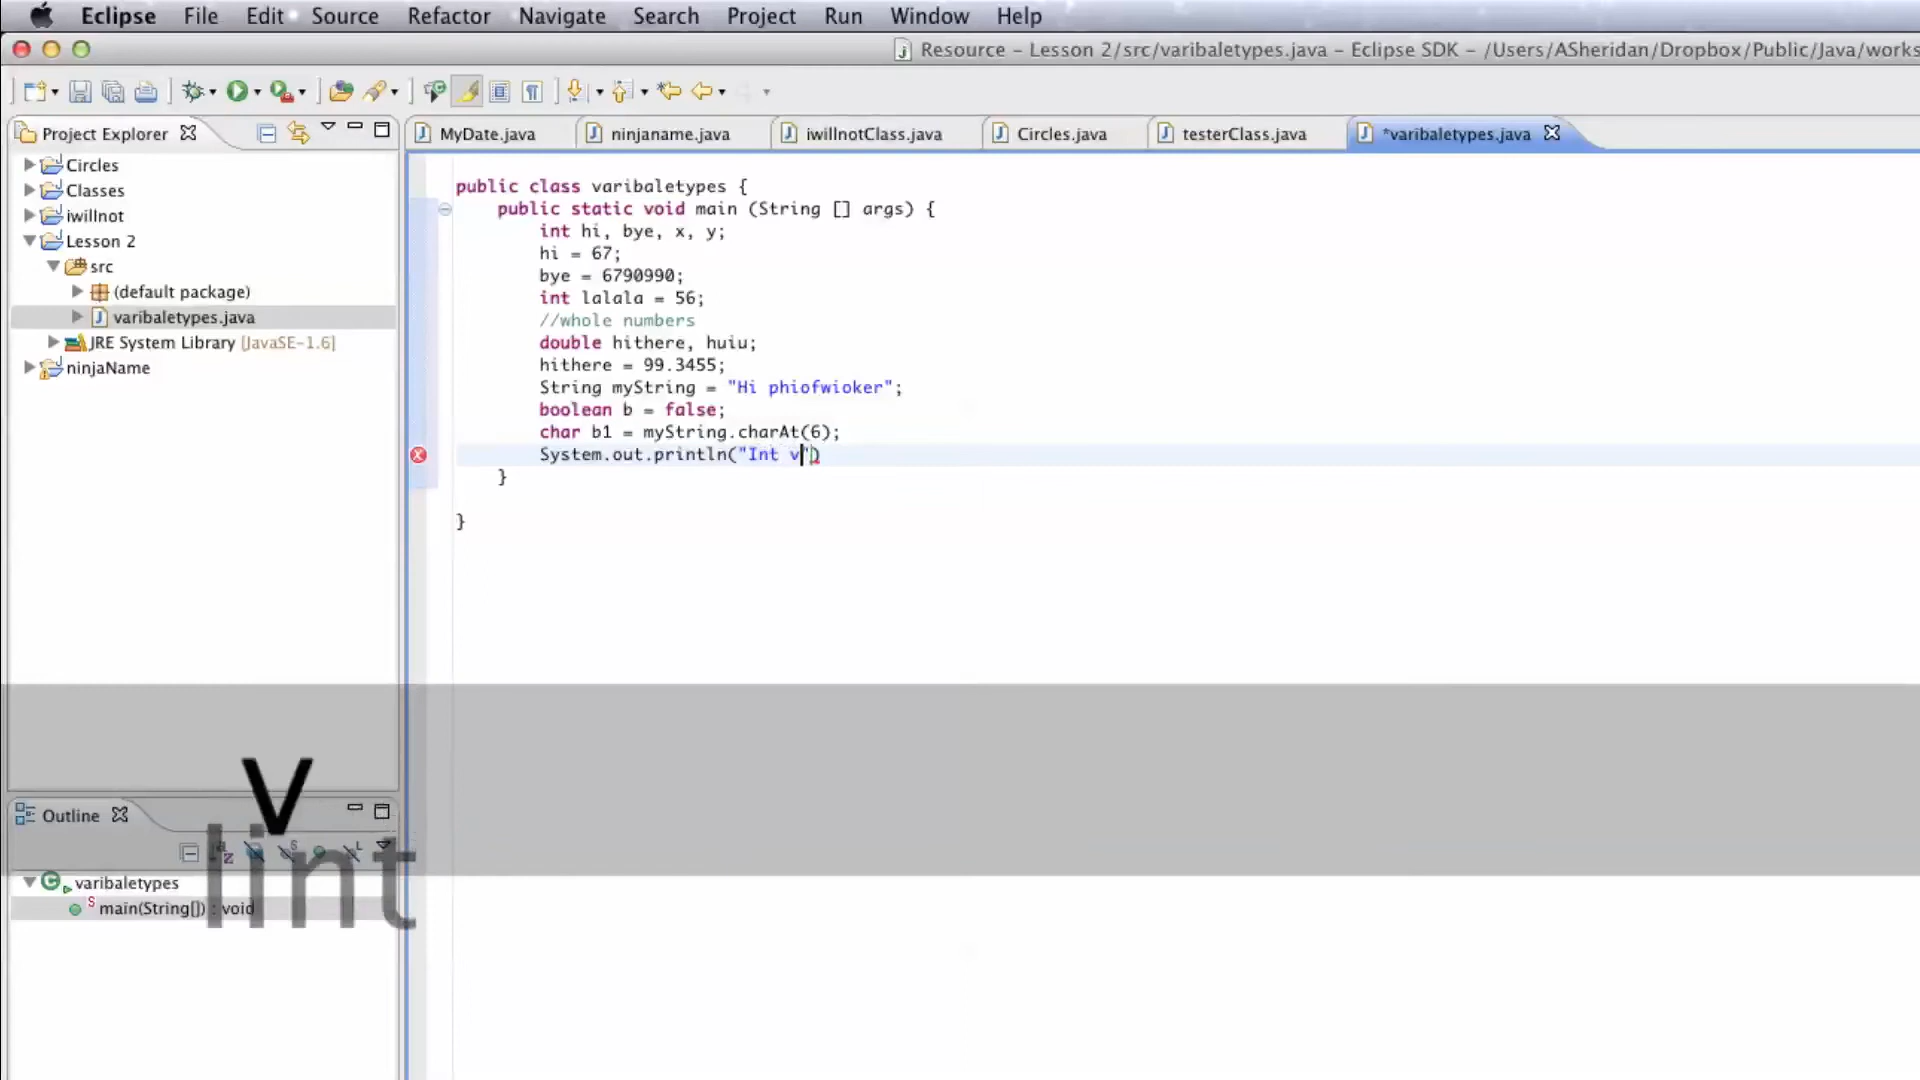 Eclipse File Edit Source Refactor Navigate Search Project Run Window Help
Resource – Lesson 2/src/varibaletypes.java – Eclipse SDK – /Users/ASheridan/Dropbox/Public/Java/works
Project Explorer
MyDate.java ninjaname.java iwillnotClass.java Circles.java testerClass.java *varibaletypes.java
Circles
Classes
iwillnot
Lesson 2
src
(default package)
varibaletypes.java
JRE System Library [JavaSE-1.6]
ninjaName
public class varibaletypes {
public static void main (String [] args) {
int hi, bye, x, y;
hi = 67;
bye = 6790990;
int lalala = 56;
//whole numbers
double hithere, huiu;
hithere = 99.3455;
String myString = "Hi phiofwioker";
boolean b = false;
char b1 = myString.charAt(6);
System.out.println("Int v")
}
}
v
Iint
Outline
varibaletypes
main(String[]) : void